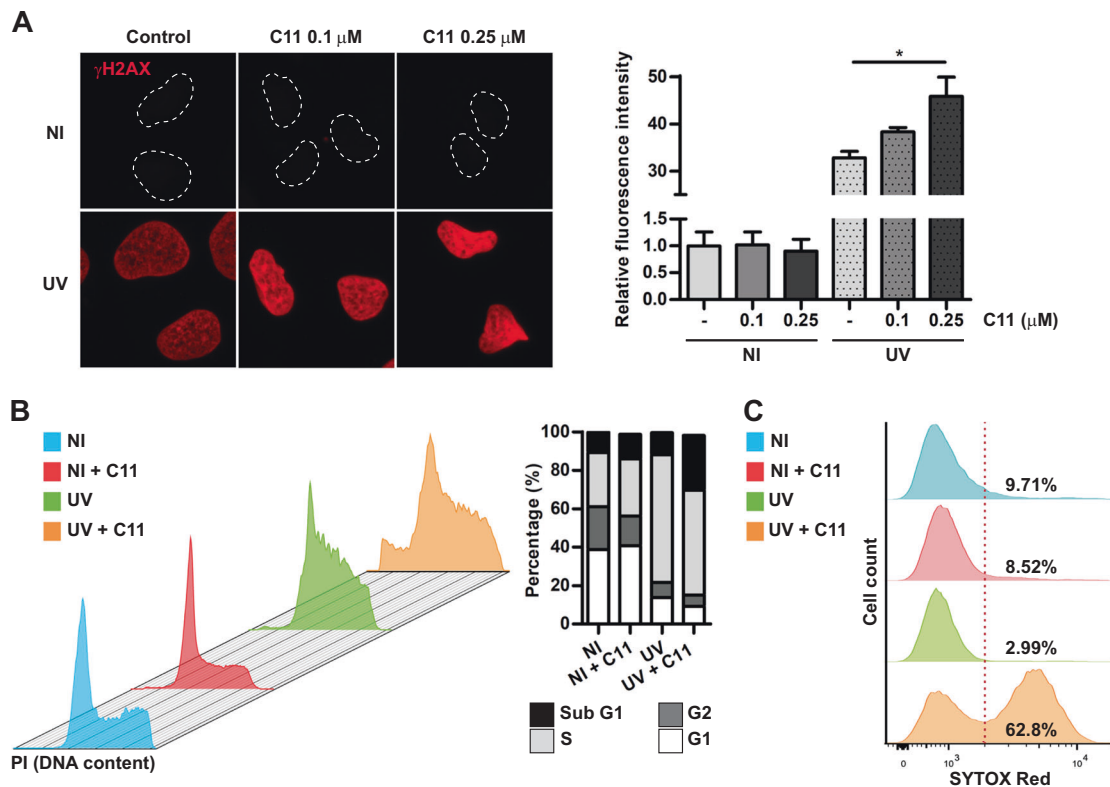 A
Control
C11 0.1 μM
C11 0.25 μM
γH2AX
NI
UV
Relative fluorescence intensity
50
40
30
1.5
1.0
0.5
0.0
*
- 0.1 0.25 - 0.1 0.25 C11 (μM)
NI UV
B
NI
NI + C11
UV
UV + C11
PI (DNA content)
Percentage (%)
100
80
60
40
20
0
NI
NI + C11
UV
UV + C11
Sub G1 G2
S G1
C
NI
NI + C11
UV
UV + C11
Cell count
9.71%
8.52%
2.99%
62.8%
0 10³ 10⁴
SYTOX Red